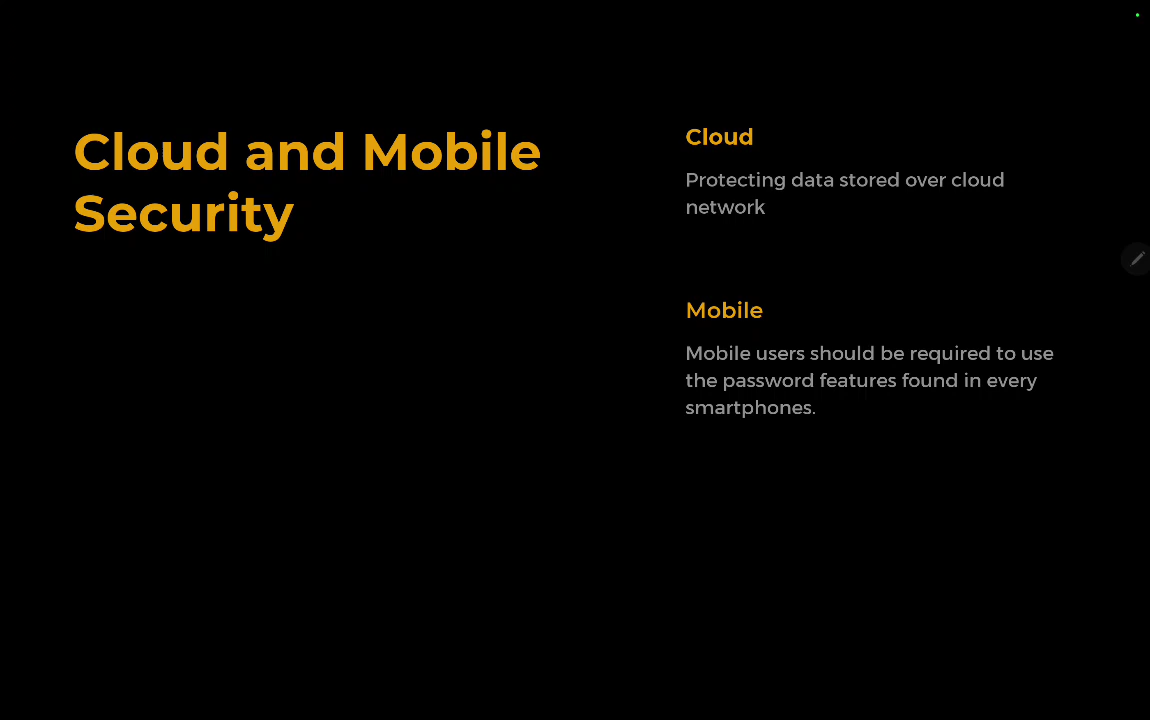 Cloud and Mobile
Security
Cloud
Protecting data stored over cloud
network
Mobile
Mobile users should be required to use
the password features found in every
smartphones.